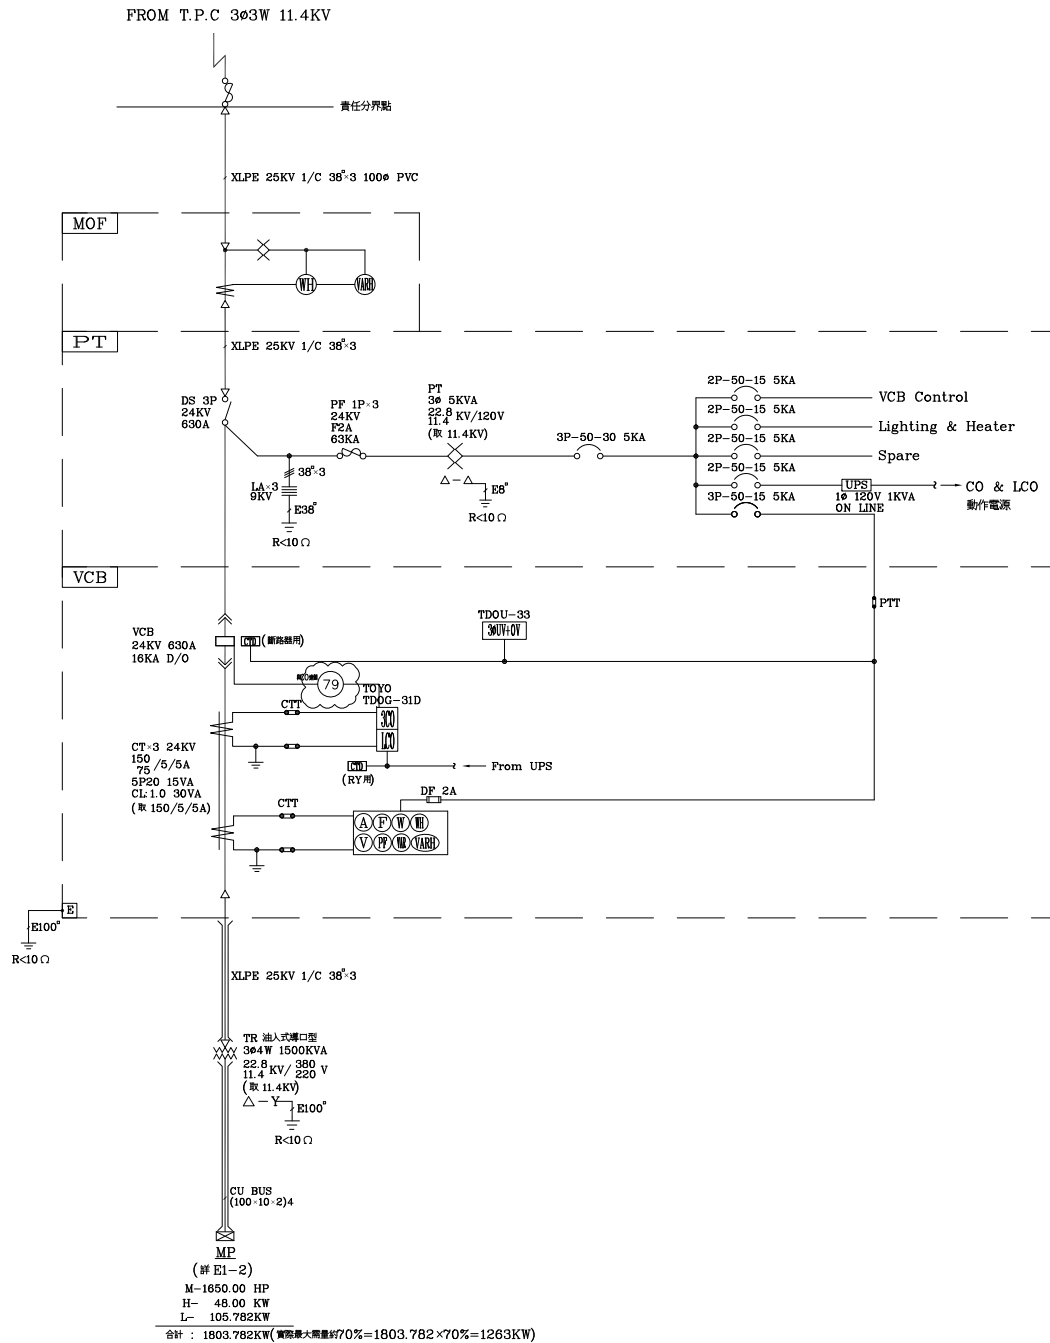 FROM T.P.C 3ø3W 11.4KV
責任分界點
XLPE 25KV 1/C 38°×3 100ø PVC
MOF
WH
VARH
PT
XLPE 25KV 1/C 38°×3
DS 3P
24KV
630A
PF 1P×3
24KV
F2A
63KA
PT
3ø 5KVA
22.8
11.4 KV/120V
(取 11.4KV)
3P-50-30 5KA
2P-50-15 5KA
VCB Control
2P-50-15 5KA
Lighting & Heater
2P-50-15 5KA
Spare
2P-50-15 5KA
UPS
CO & LCO
動作電源
1ø 120V 1KVA
ON LINE
3P-50-15 5KA
38°×3
LA×3
9KV
E38°
R<10Ω
△-△
E8°
R<10Ω
VCB
PTT
TDOU-33
3øUV+OV
VCB
24KV 630A
16KA D/O
CTD
(斷路器用)
79
TOYO
TDOG-31D
CTT
3CO
LCO
CT×3 24KV
150
75 /5/5A
5P20 15VA
CL:1.0 30VA
(取 150/5/5A)
CTD
(RY用)
From UPS
DF 2A
CTT
A F W WH
V PF VAR VARH
E
E100°
R<10Ω
XLPE 25KV 1/C 38°×3
TR 油入式導口型
3ø4W 1500KVA
22.8
11.4 KV/ 380
220 V
(取 11.4KV)
△-Y
E100°
R<10Ω
CU BUS
(100×10×2)4
MP
(詳 E1-2)
M-1650.00 HP
H- 48.00 KW
L- 105.782KW
合計 : 1803.782KW(實際最大需量約70%=1803.782×70%=1263KW)